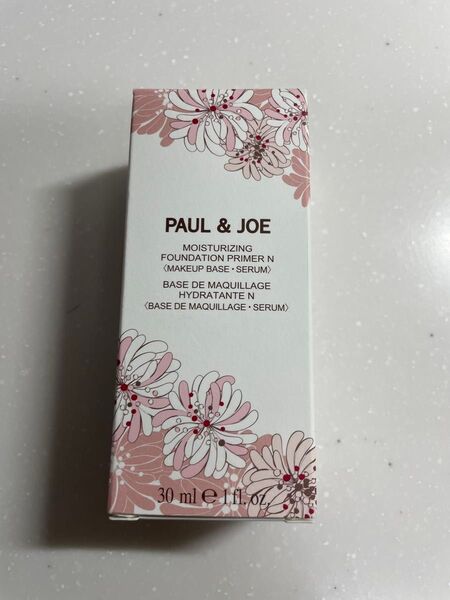 PAUL & JOE
MOISTURIZING
FOUNDATION PRIMER N
〈MAKEUP BASE・SERUM〉
BASE DE MAQUILLAGE
HYDRATANTE N
〈BASE DE MAQUILLAGE・SERUM〉
30 ml ℮ 1 fl. oz